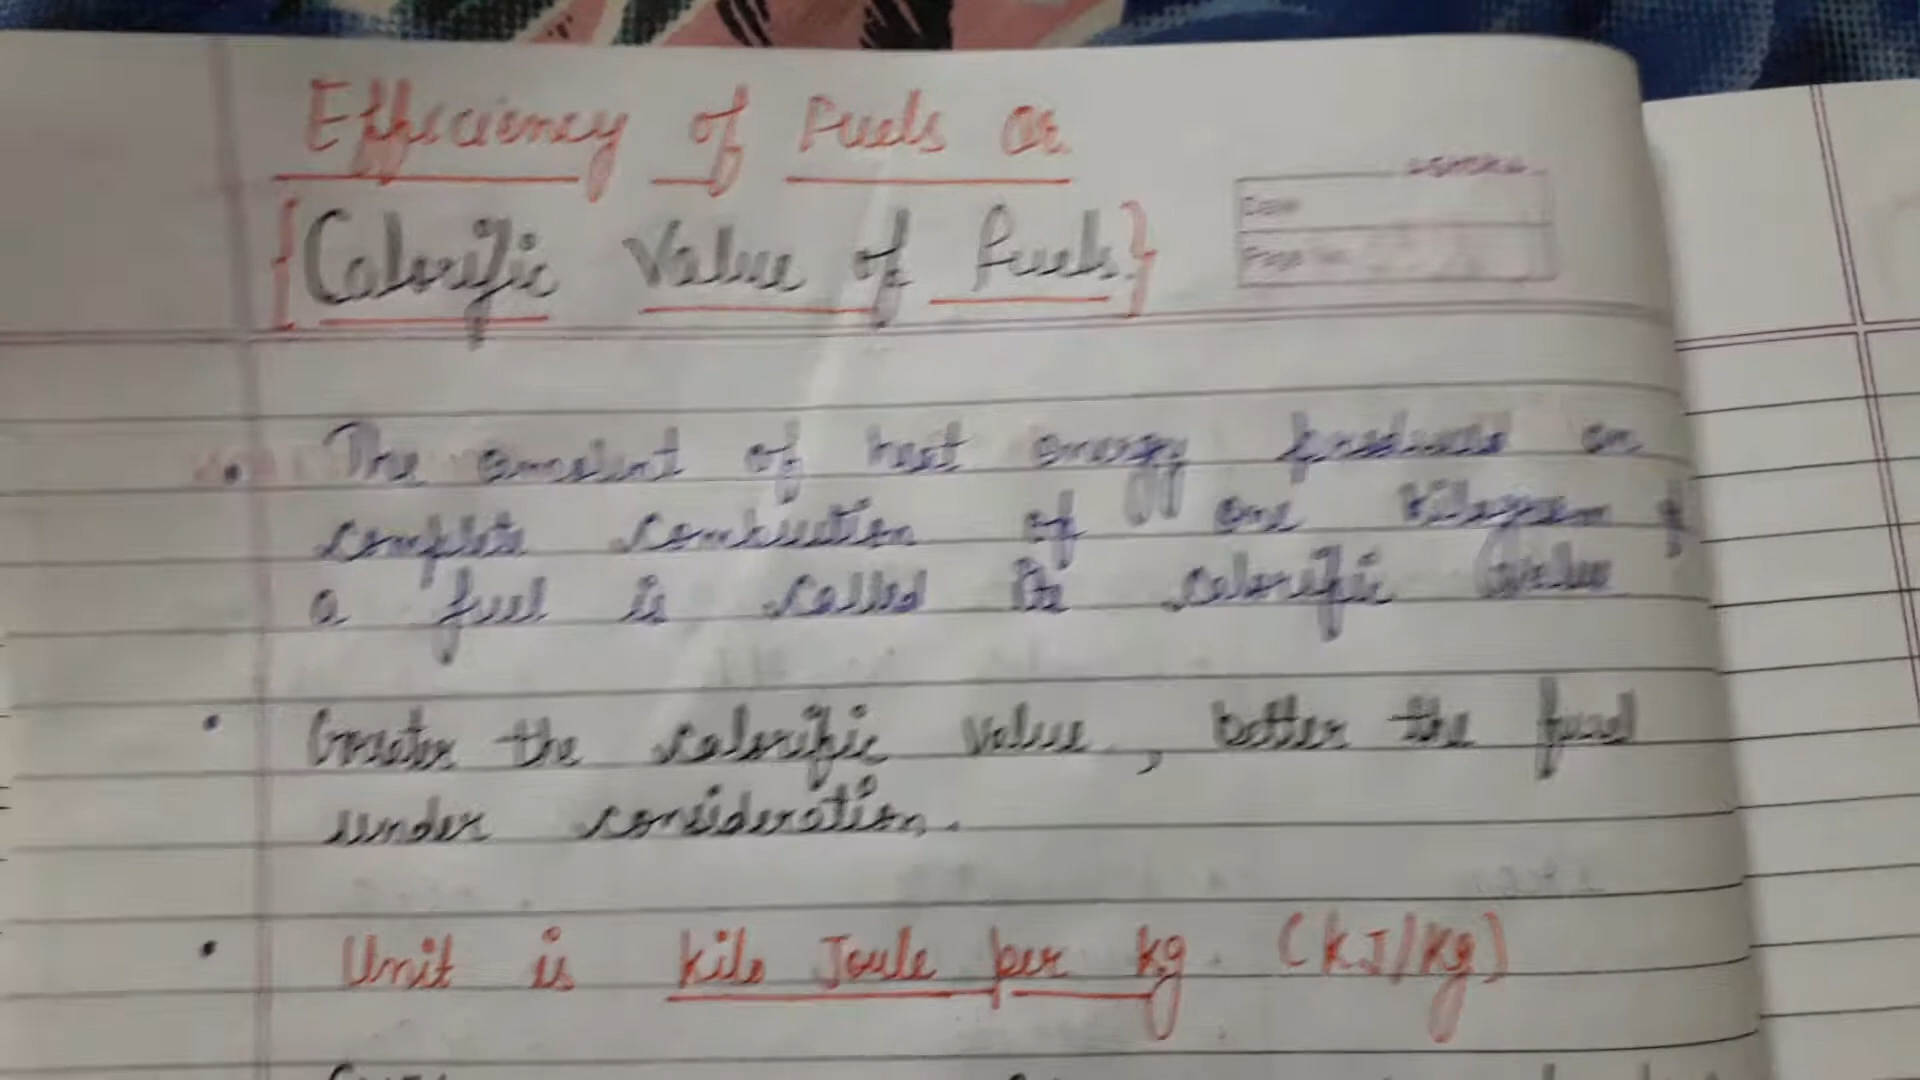 Efficiency of Fuels or
{Calorific Value of fuels}
Date
Page No.
• The amount of heat energy produced on
complete combustion of one kilogram of
a fuel is called its calorific value
• Greater the calorific value, better the fuel
under consideration.
• Unit is kilo Joule per kg. (KJ/Kg)